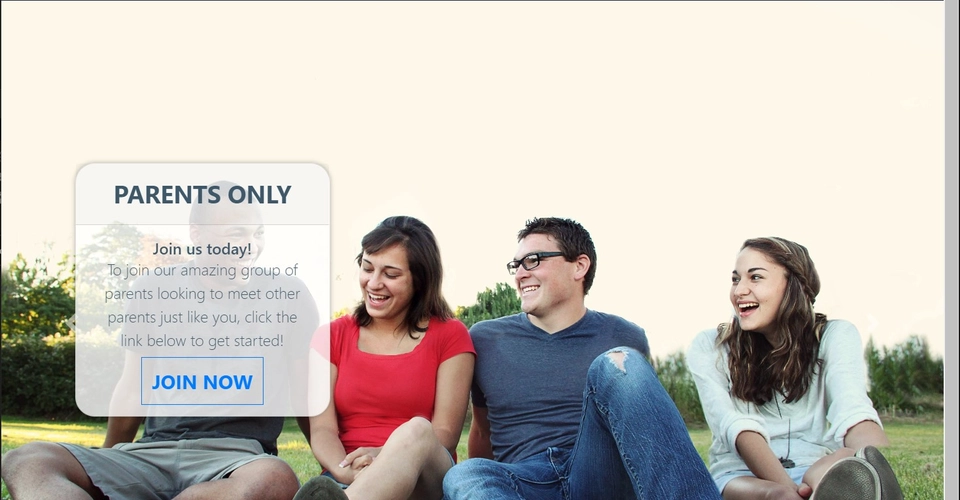 PARENTS ONLY
Join us today!
To join our amazing group of
parents looking to meet other
parents just like you, click the
link below to get started!
JOIN NOW